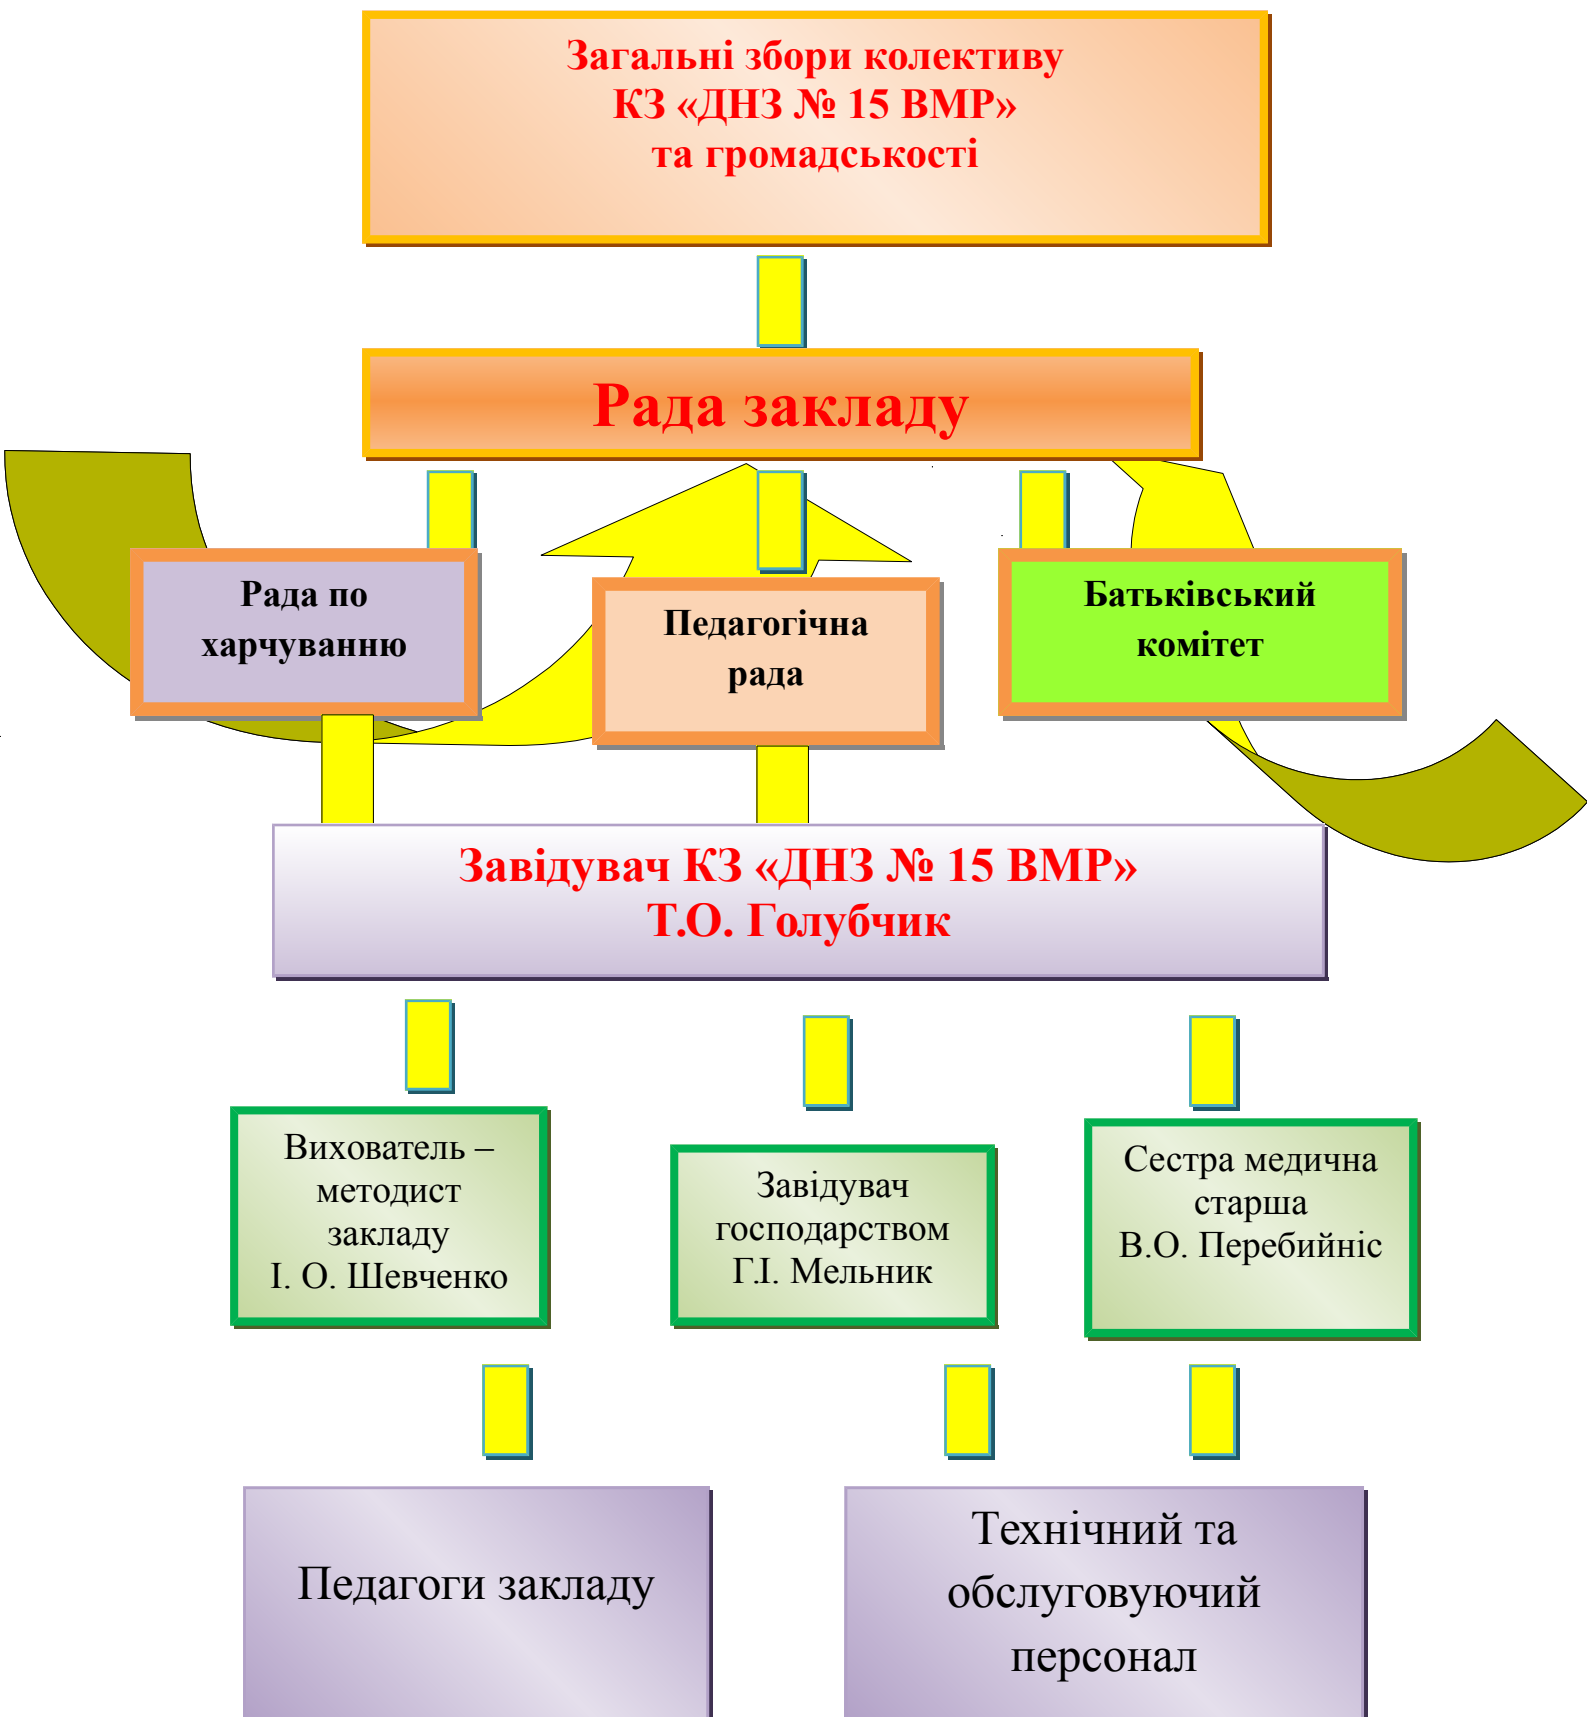 Загальні збори колективу
КЗ «ДНЗ № 15 ВМР»
та громадськості
Рада закладу
Рада по
харчуванню
Педагогічна
рада
Батьківський
комітет
Завідувач КЗ «ДНЗ № 15 ВМР»
Т.О. Голубчик
Вихователь –
методист
закладу
І. О. Шевченко
Завідувач
господарством
Г.І. Мельник
Сестра медична
старша
В.О. Перебийніс
Педагоги закладу
Технічний та
обслуговуючий
персонал